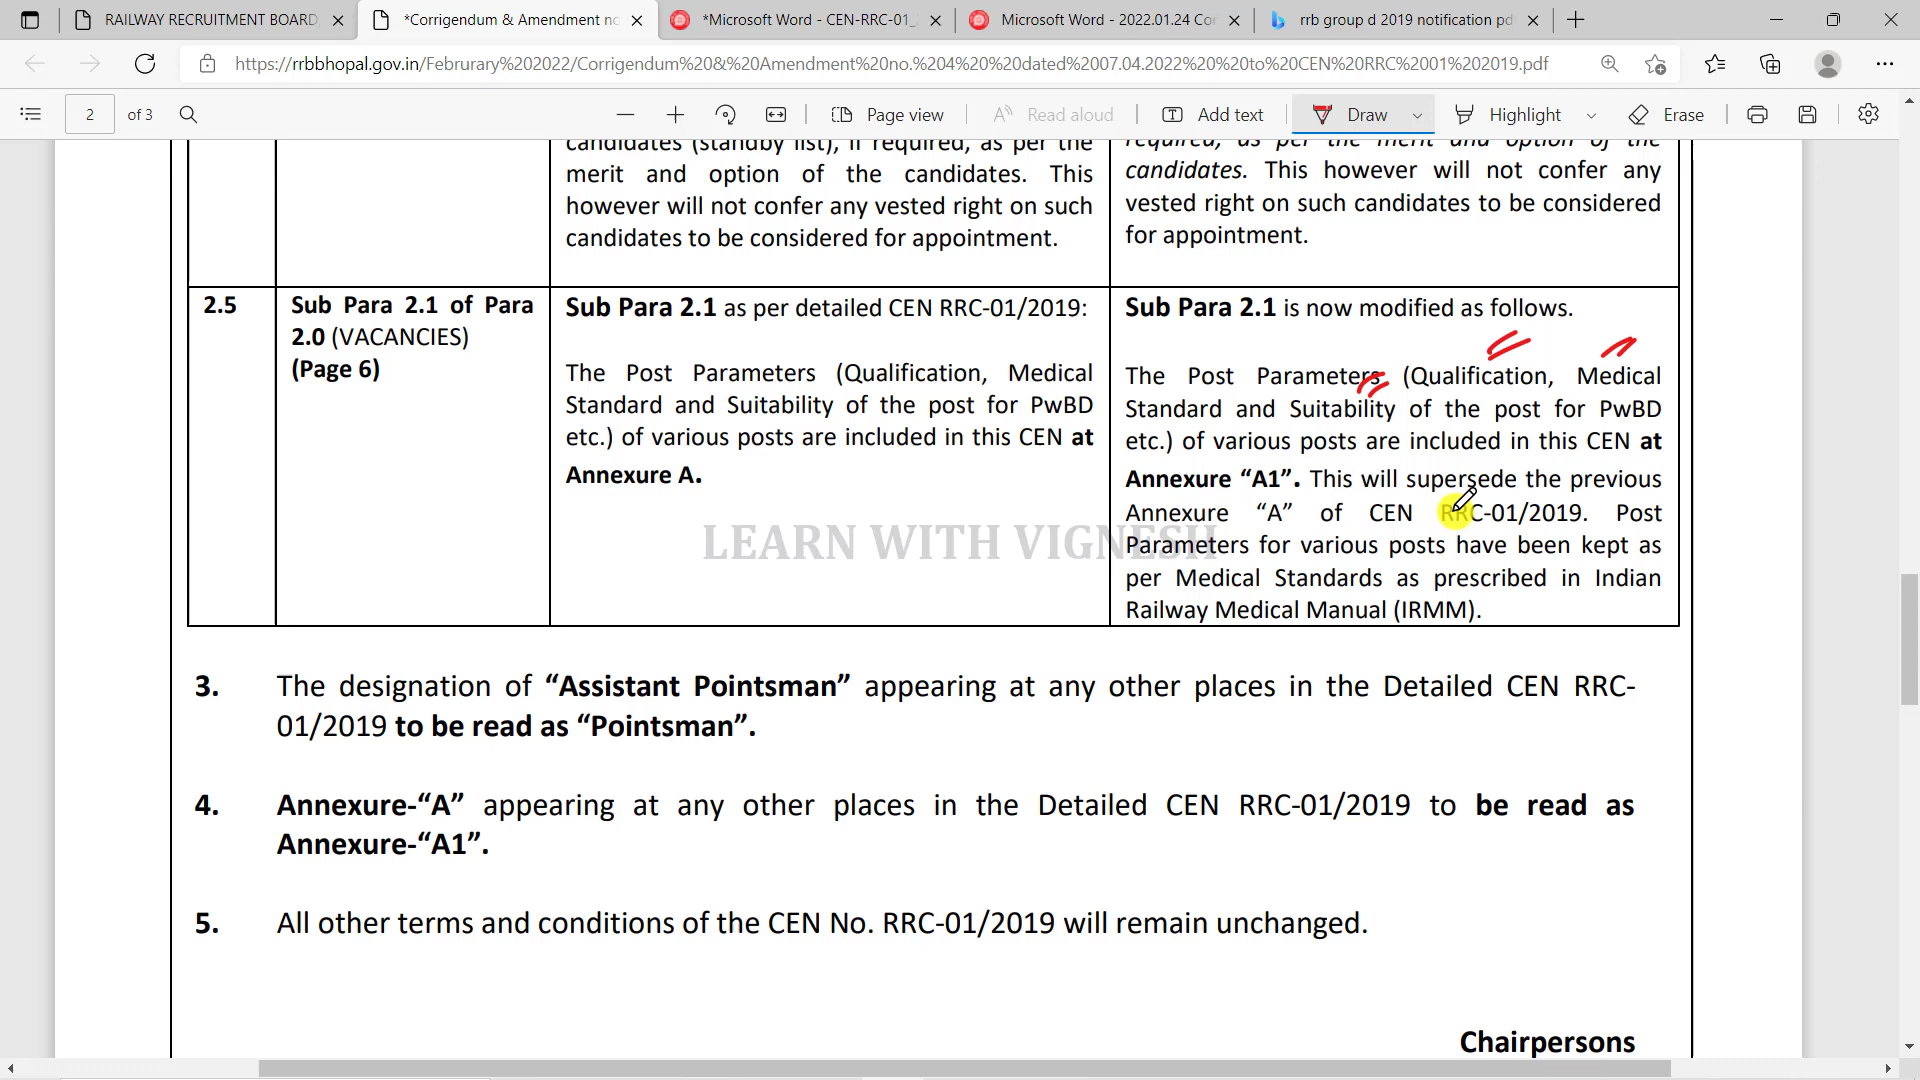 RAILWAY RECRUITMENT BOARD
*Corrigendum & Amendment no
*Microsoft Word - CEN-RRC-01_
Microsoft Word - 2022.01.24 Cor
rrb group d 2019 notification pd
https://rrbbhopal.gov.in/Februrary%202022/Corrigendum%20&%20Amendment%20no.%204%20%20dated%2007.04.2022%20%20to%20CEN%20RRC%2001%202019.pdf
2 of 3 Page view Read aloud Add text Draw Highlight Erase
candidates (standby list), if required, as per the
merit and option of the candidates. This
however will not confer any vested right on such
candidates to be considered for appointment.
required, as per the merit and option of the
candidates. This however will not confer any
vested right on such candidates to be considered
for appointment.
2.5
Sub Para 2.1 of Para
2.0 (VACANCIES)
(Page 6)
Sub Para 2.1 as per detailed CEN RRC-01/2019:
The Post Parameters (Qualification, Medical
Standard and Suitability of the post for PwBD
etc.) of various posts are included in this CEN at
Annexure A.
Sub Para 2.1 is now modified as follows.
The Post Parameters (Qualification, Medical
Standard and Suitability of the post for PwBD
etc.) of various posts are included in this CEN at
Annexure “A1”. This will supersede the previous
Annexure “A” of CEN RRC-01/2019. Post
Parameters for various posts have been kept as
per Medical Standards as prescribed in Indian
Railway Medical Manual (IRMM).
LEARN WITH VIGNESH
3. The designation of “Assistant Pointsman” appearing at any other places in the Detailed CEN RRC-
01/2019 to be read as “Pointsman”.
4. Annexure-“A” appearing at any other places in the Detailed CEN RRC-01/2019 to be read as
Annexure-“A1”.
5. All other terms and conditions of the CEN No. RRC-01/2019 will remain unchanged.
Chairpersons